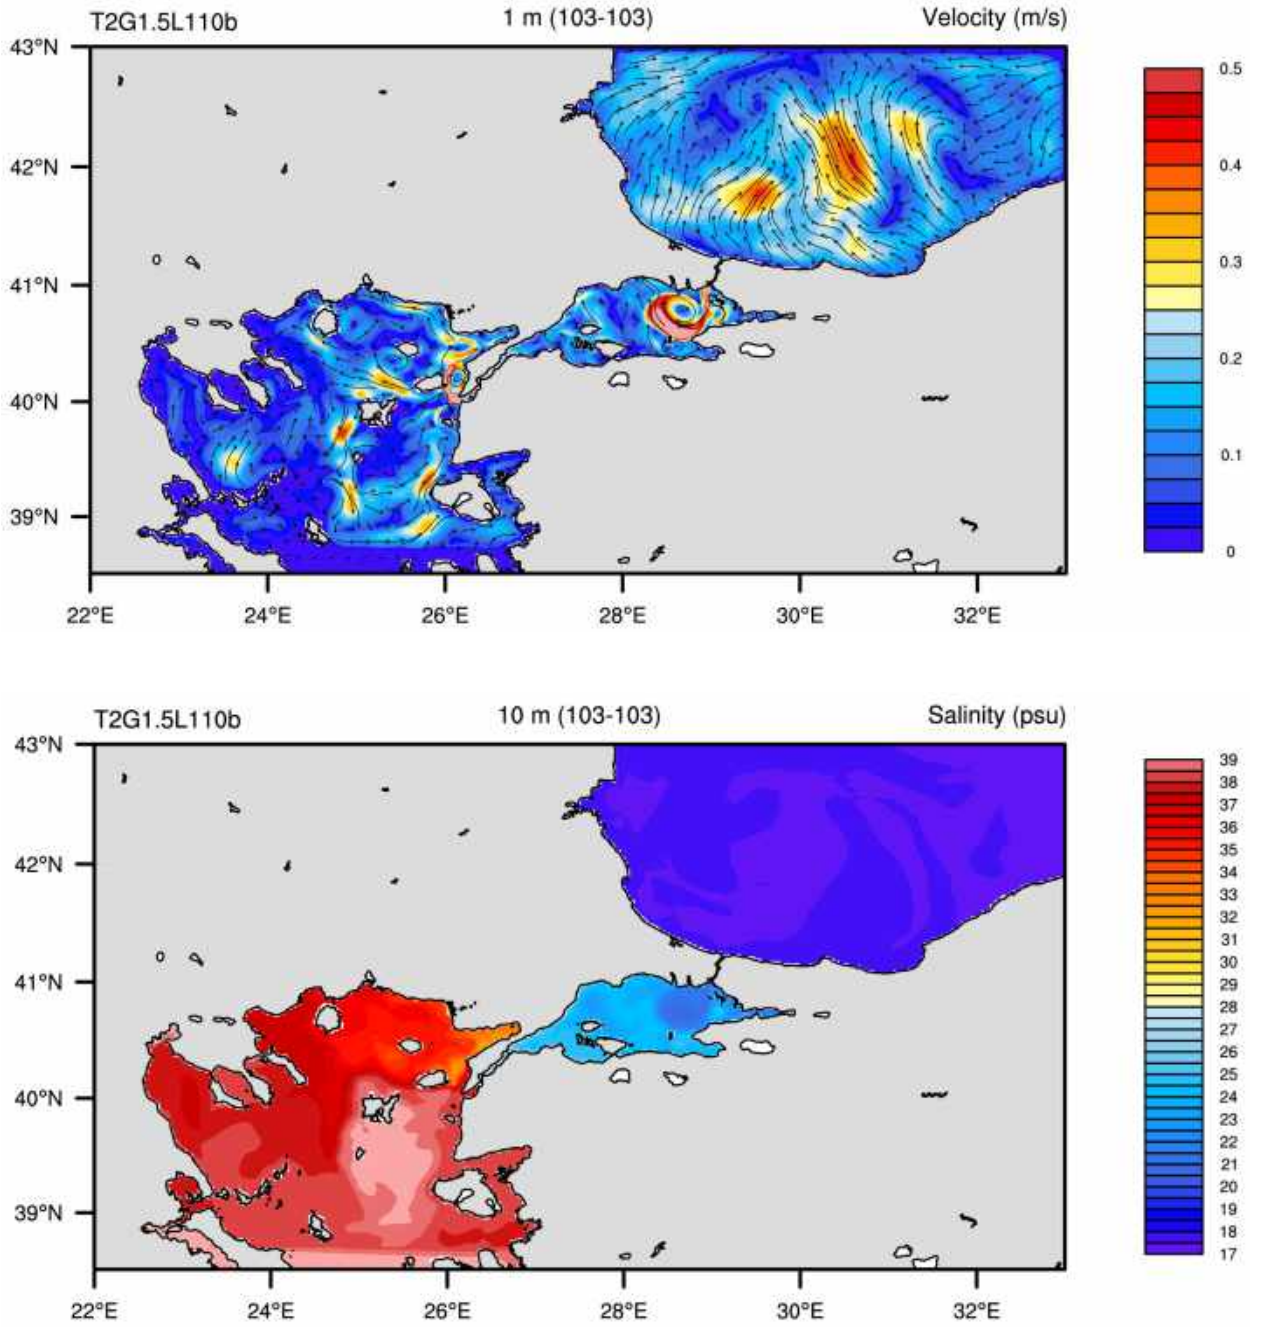 T2G1.5L110b 1 m (103-103) Velocity (m/s)
43°N
42°N
41°N
40°N
39°N
22°E 24°E 26°E 28°E 30°E 32°E
0.5
0.4
0.3
0.2
0.1
0
T2G1.5L110b 10 m (103-103) Salinity (psu)
43°N
42°N
41°N
40°N
39°N
22°E 24°E 26°E 28°E 30°E 32°E
39
38
37
36
35
34
33
32
31
30
29
28
27
26
25
24
23
22
21
20
19
18
17